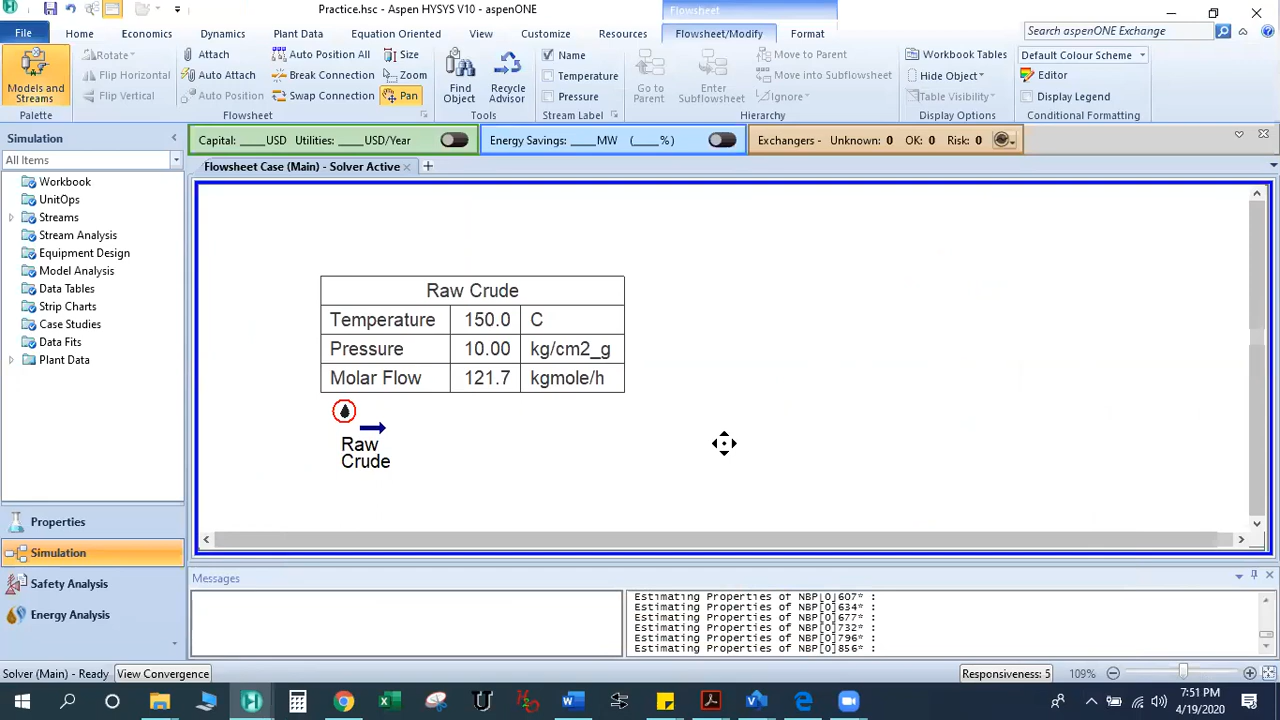 Practice.hsc - Aspen HYSYS V10 - aspenONE
Flowsheet
File
Home
Economics
Dynamics
Plant Data
Equation Oriented
View
Customize
Resources
Flowsheet/Modify
Format
Search aspenONE Exchange
Models and Streams
Rotate
Flip Horizontal
Flip Vertical
Attach
Auto Attach
Auto Position
Auto Position All
Break Connection
Swap Connection
Size
Zoom
Pan
Find Object
Recycle Advisor
Name
Temperature
Pressure
Go to Parent
Enter Subflowsheet
Move to Parent
Move into Subflowsheet
Ignore
Workbook Tables
Hide Object
Table Visibility
Default Colour Scheme
Editor
Display Legend
Palette
Flowsheet
Tools
Stream Label
Hierarchy
Display Options
Conditional Formatting
Simulation
All Items
Capital: ____USD Utilities: ____USD/Year
Energy Savings: ____MW (____%)
Exchangers - Unknown: 0 OK: 0 Risk: 0
Flowsheet Case (Main) - Solver Active
Workbook
UnitOps
Streams
Stream Analysis
Equipment Design
Model Analysis
Data Tables
Strip Charts
Case Studies
Data Fits
Plant Data
Raw Crude
Temperature 150.0 C
Pressure 10.00 kg/cm2_g
Molar Flow 121.7 kgmole/h
Raw
Crude
Properties
Simulation
Safety Analysis
Energy Analysis
Messages
Estimating Properties of NBP[0]607* :
Estimating Properties of NBP[0]634* :
Estimating Properties of NBP[0]677* :
Estimating Properties of NBP[0]732* :
Estimating Properties of NBP[0]796* :
Estimating Properties of NBP[0]856* :
Solver (Main) - Ready
View Convergence
Responsiveness: 5
109%
7:51 PM
4/19/2020